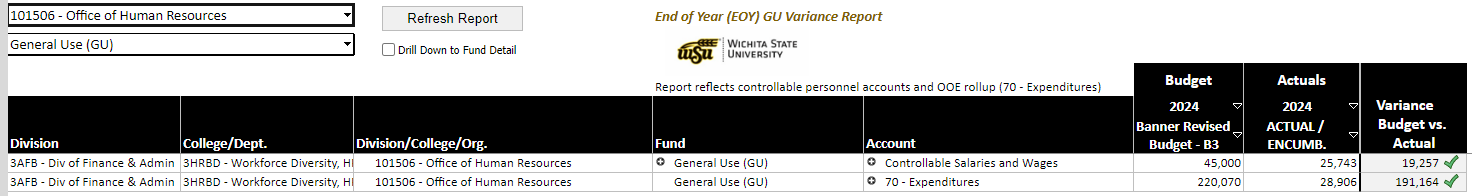 101506 - Office of Human Resources
General Use (GU)
Refresh Report
Drill Down to Fund Detail
End of Year (EOY) GU Variance Report
wsu WICHITA STATE
UNIVERSITY
Report reflects controllable personnel accounts and OOE rollup (70 - Expenditures)
Budget Actuals
2024 2024 Variance
Banner Revised ACTUAL / Budget vs.
Division College/Dept. Division/College/Org. Fund Account Budget - B3 ENCUMB. Actual
3AFB - Div of Finance & Admin 3HRBD - Workforce Diversity, HI 101506 - Office of Human Resources General Use (GU) Controllable Salaries and Wages 45,000 25,743 19,257
3AFB - Div of Finance & Admin 3HRBD - Workforce Diversity, HI 101506 - Office of Human Resources General Use (GU) 70 - Expenditures 220,070 28,906 191,164